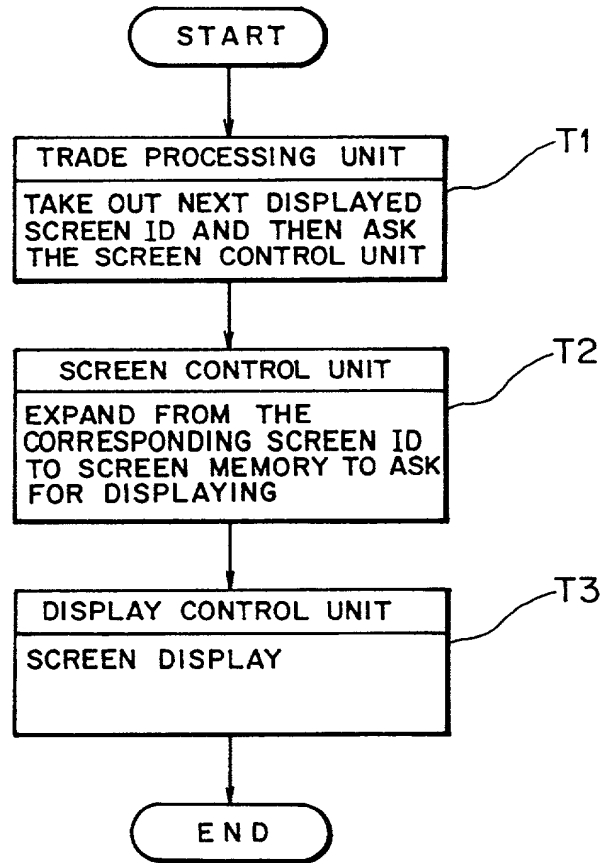 START
TRADE PROCESSING UNIT
T1
TAKE OUT NEXT DISPLAYED
SCREEN ID AND THEN ASK
THE SCREEN CONTROL UNIT
SCREEN CONTROL UNIT
T2
EXPAND FROM THE
CORRESPONDING SCREEN ID
TO SCREEN MEMORY TO ASK
FOR DISPLAYING
DISPLAY CONTROL UNIT
T3
SCREEN DISPLAY
END